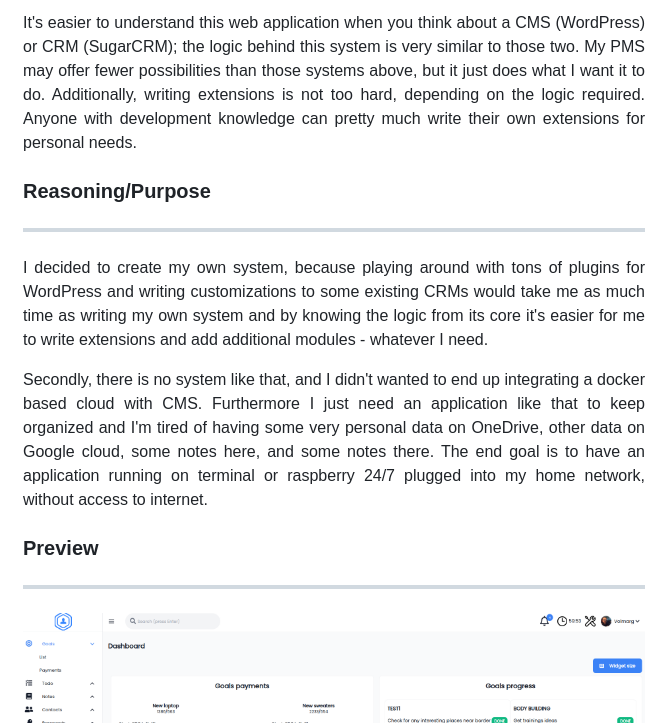 It's easier to understand this web application when you think about a CMS (WordPress)
or CRM (SugarCRM); the logic behind this system is very similar to those two. My PMS
may offer fewer possibilities than those systems above, but it just does what I want it to
do. Additionally, writing extensions is not too hard, depending on the logic required.
Anyone with development knowledge can pretty much write their own extensions for
personal needs.
Reasoning/Purpose
I decided to create my own system, because playing around with tons of plugins for
WordPress and writing customizations to some existing CRMs would take me as much
time as writing my own system and by knowing the logic from its core it's easier for me
to write extensions and add additional modules - whatever I need.
Secondly, there is no system like that, and I didn't wanted to end up integrating a docker
based cloud with CMS. Furthermore I just need an application like that to keep
organized and I'm tired of having some very personal data on OneDrive, other data on
Google cloud, some notes here, and some notes there. The end goal is to have an
application running on terminal or raspberry 24/7 plugged into my home network,
without access to internet.
Preview
Search (press Enter)
volmarg
Goals
Dashboard
List
Payments
Widget size
Todo
Goals payments
Goals progress
Notes
New laptop
New sweaters
TEST1
BODY BUILDING
Contacts
Check for any interesting places near border
DONE
Get trainings ideas
DONE